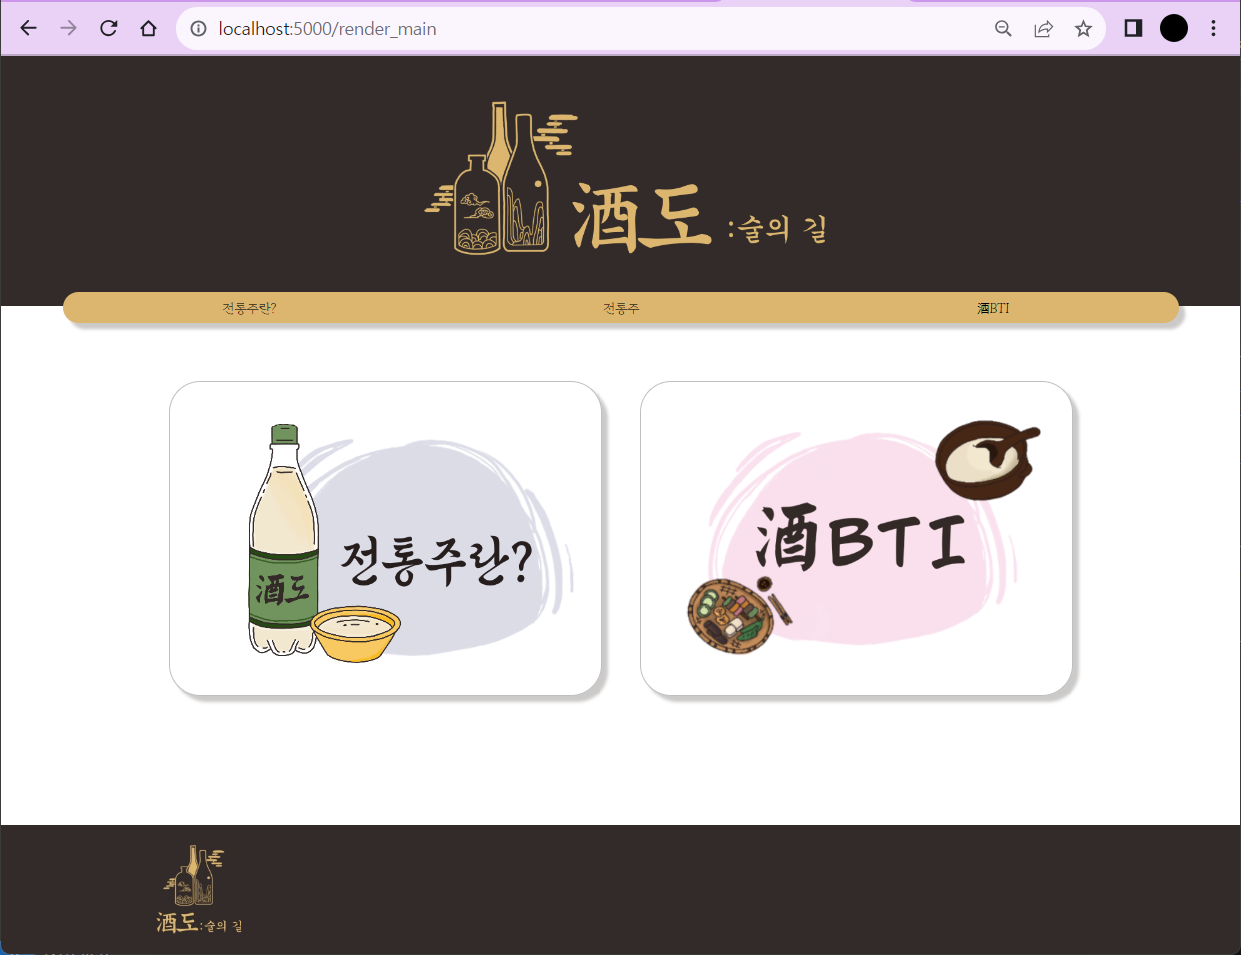 localhost:5000/render_main
酒도 :술의 길
전통주란? 전통주 酒BTI
전통주란?
酒도
酒BTI
酒도:술의 길